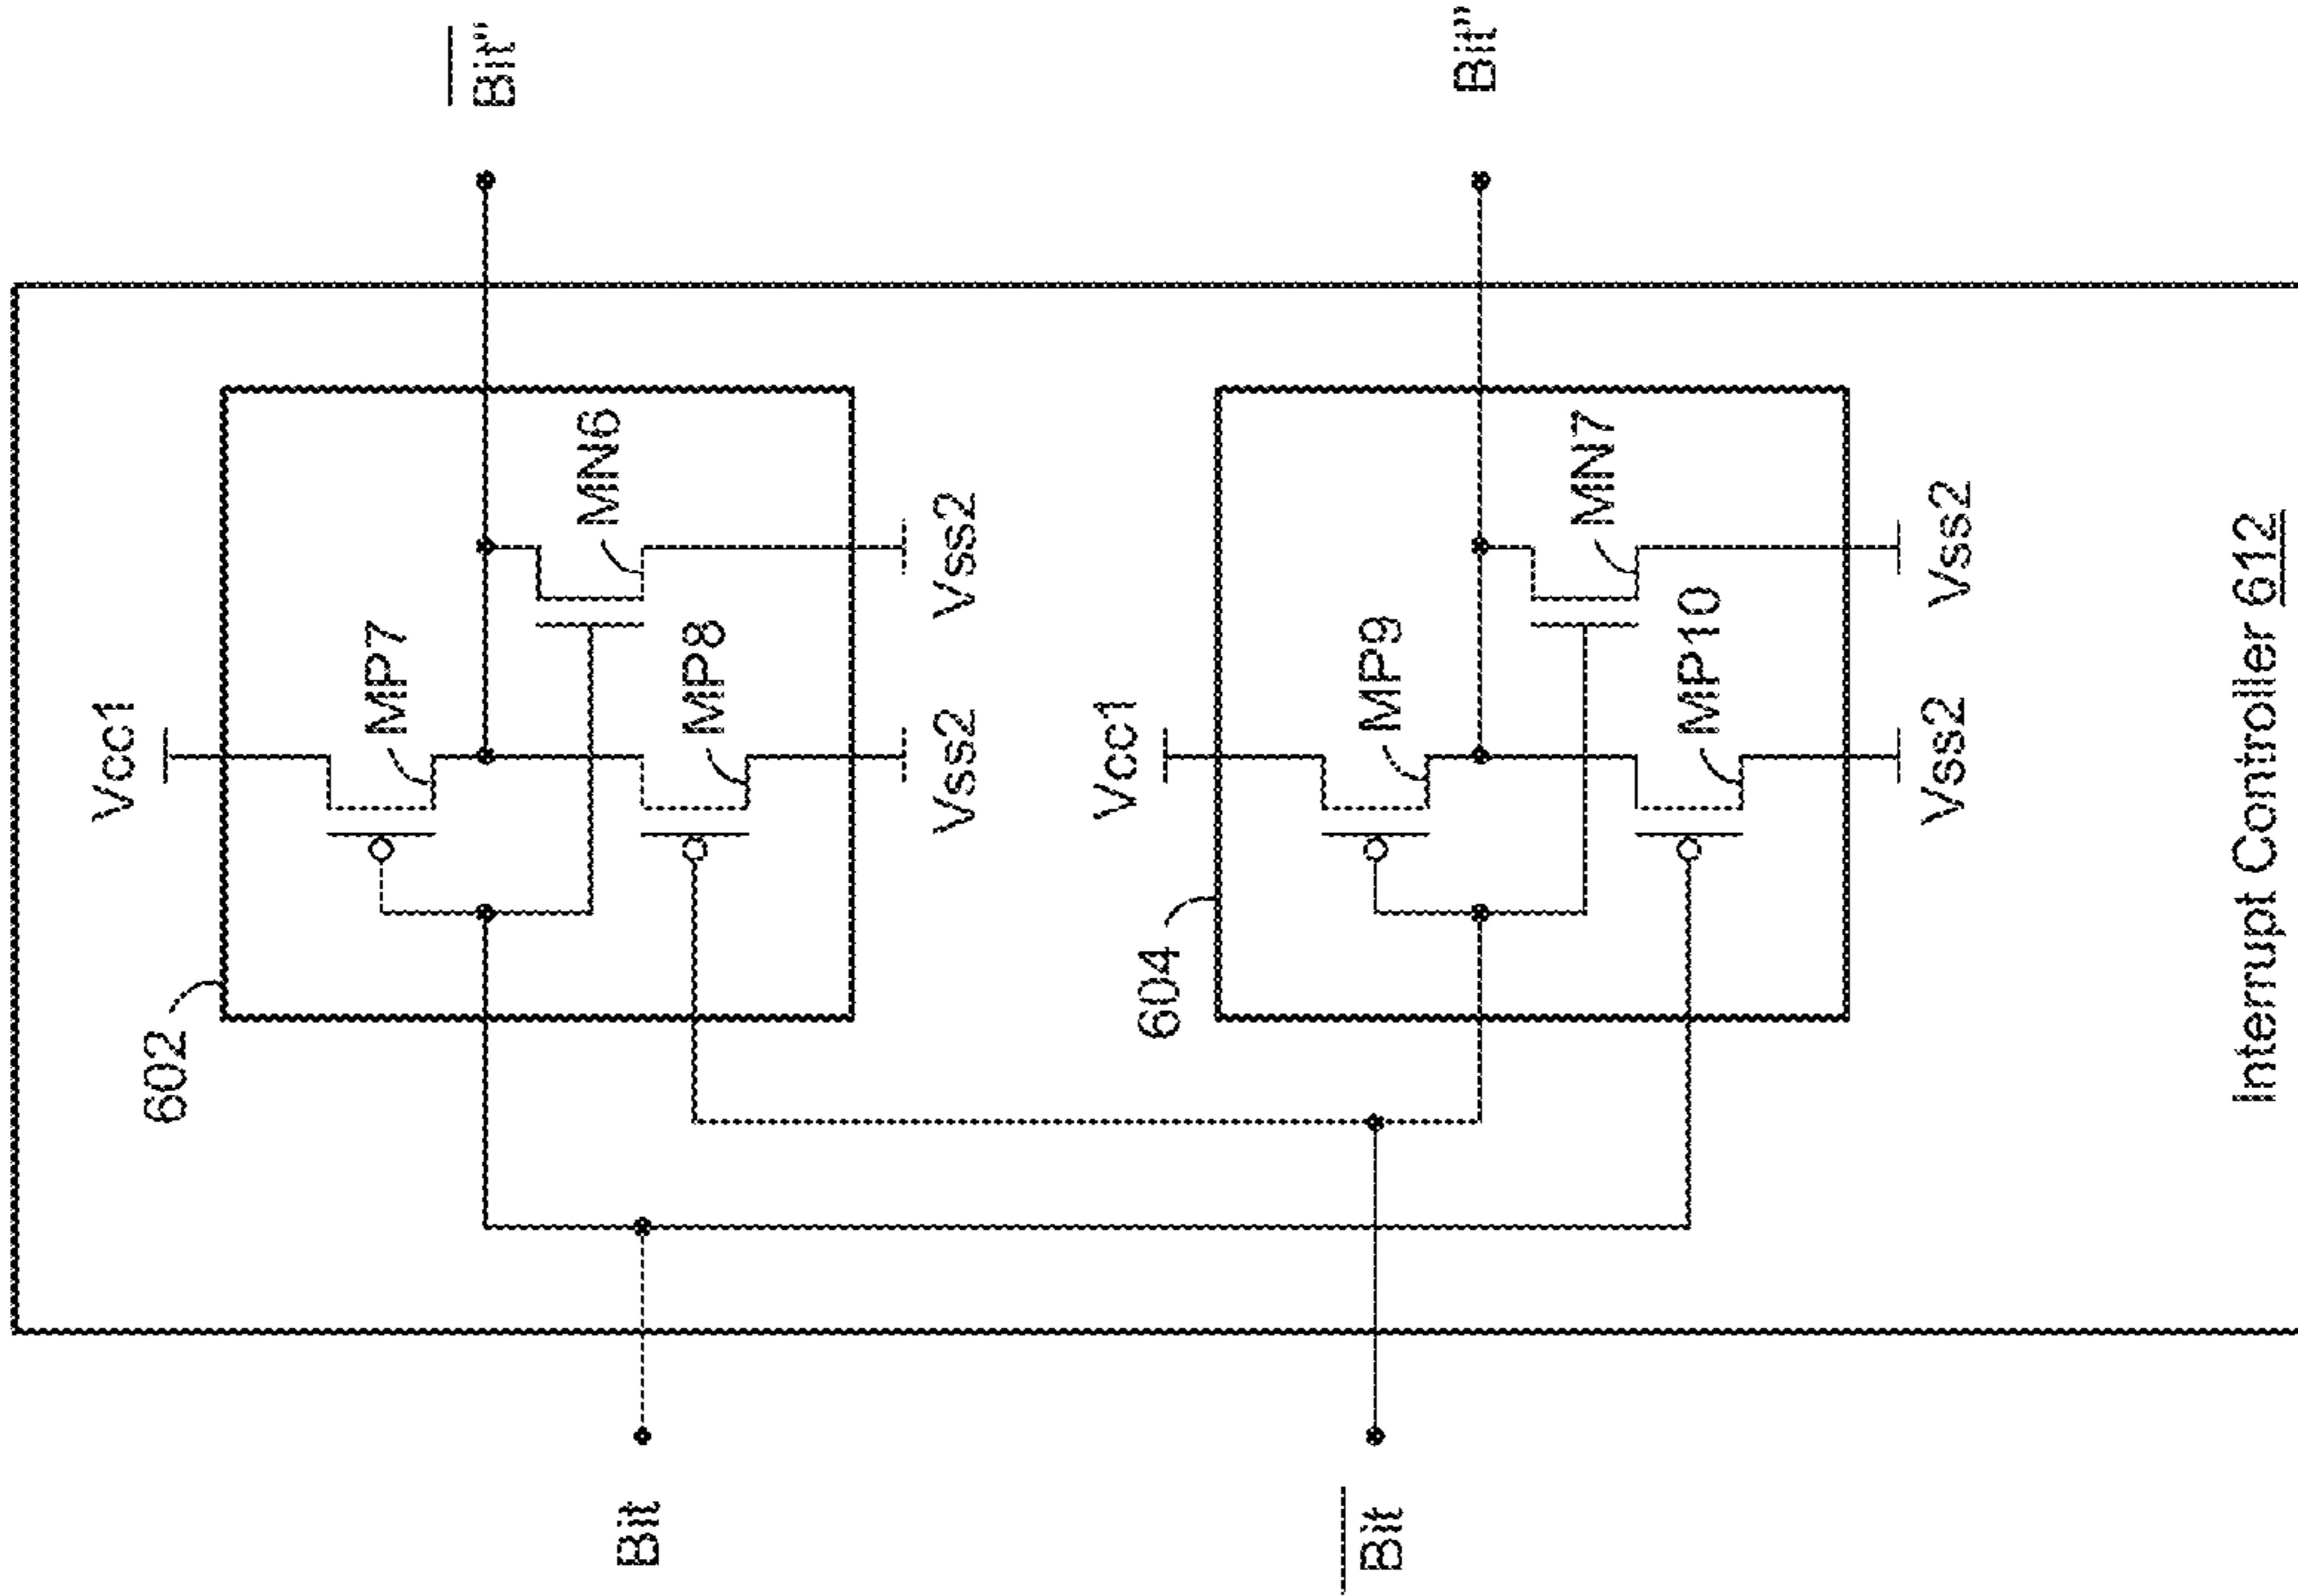 Bit"
Bit"
Vcc1
MP7
MN6
MP8
Vss2
Vss2
602
Vcc1
MP9
MN7
MP10
Vss2
Vss2
604
Bit
Bit
Interrupt Controller 612